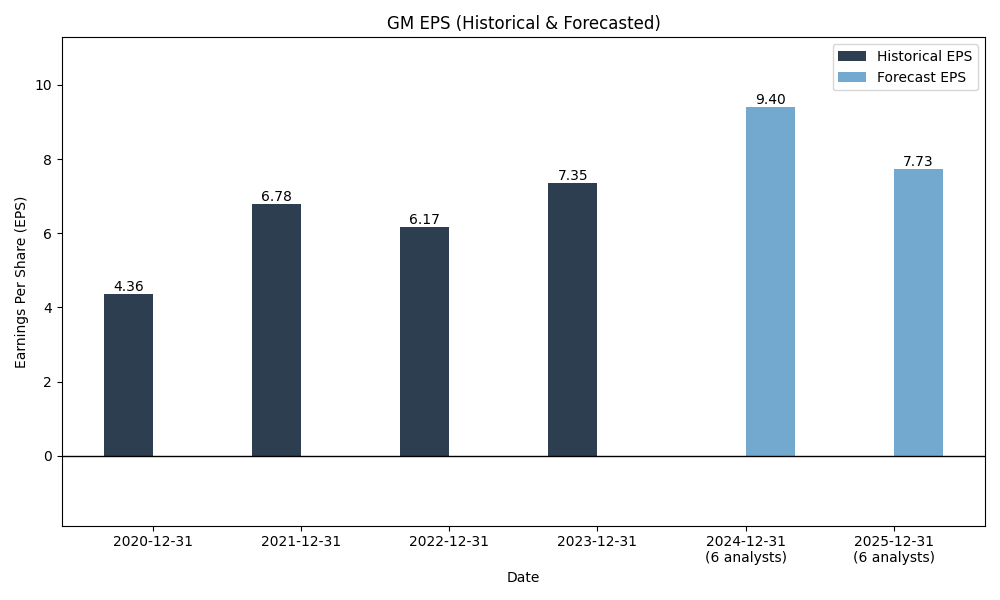 GM EPS (Historical & Forecasted)
Historical EPS
Forecast EPS
Earnings Per Share (EPS)
10
8
6
4
2
0
4.36
6.78
6.17
7.35
9.40
7.73
2020-12-31
2021-12-31
2022-12-31
2023-12-31
2024-12-31
(6 analysts)
2025-12-31
(6 analysts)
Date